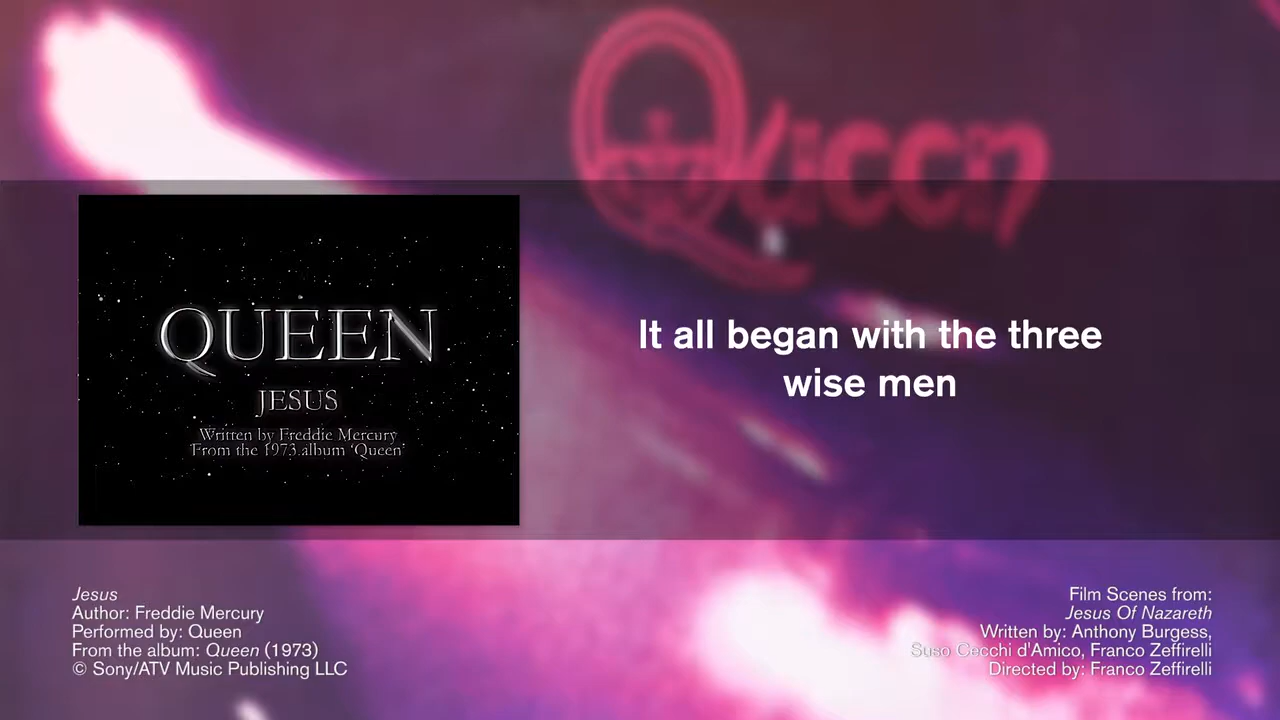 Queen
QUEEN
JESUS
Written by Freddie Mercury
From the 1973 album 'Queen'
It all began with the three
wise men
Jesus
Author: Freddie Mercury
Performed by: Queen
From the album: Queen (1973)
© Sony/ATV Music Publishing LLC
Film Scenes from:
Jesus Of Nazareth
Written by: Anthony Burgess,
Suso Cecchi d'Amico, Franco Zeffirelli
Directed by: Franco Zeffirelli